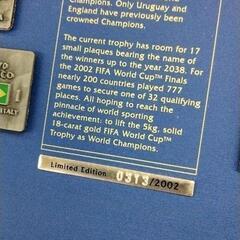 Champions. Only Uruguay and
England have previously been
crowned Champions.
The current trophy has room for 17
small plaques bearing the name of
the winners up to the year 2038. For
the 2002 FIFA World Cup™ Finals
nearly 200 countries played 777
games to secure one of 32 qualifying
places. All hoping to reach the
pinnacle of world sporting
achievement: to lift the 5kg, solid
18-carat gold FIFA World Cup™
Trophy as World Champions.
Limited Edition 0313/2002